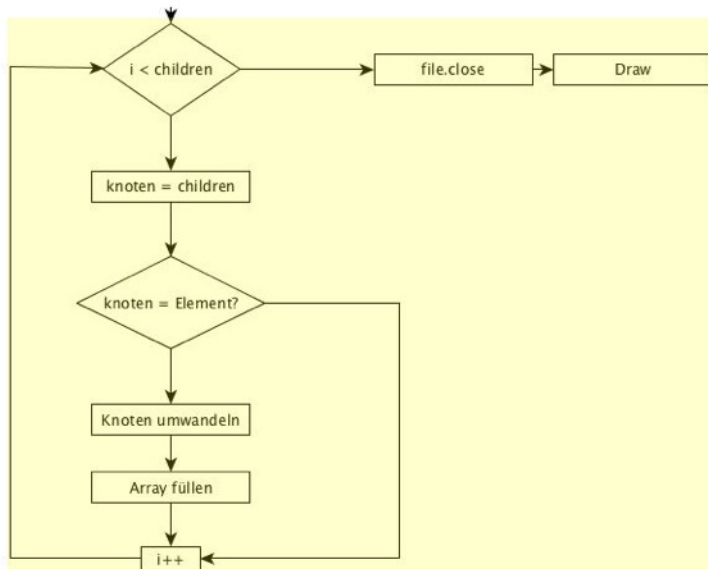 i < children
file.close
Draw
knoten = children
knoten = Element?
Knoten umwandeln
Array füllen
i++